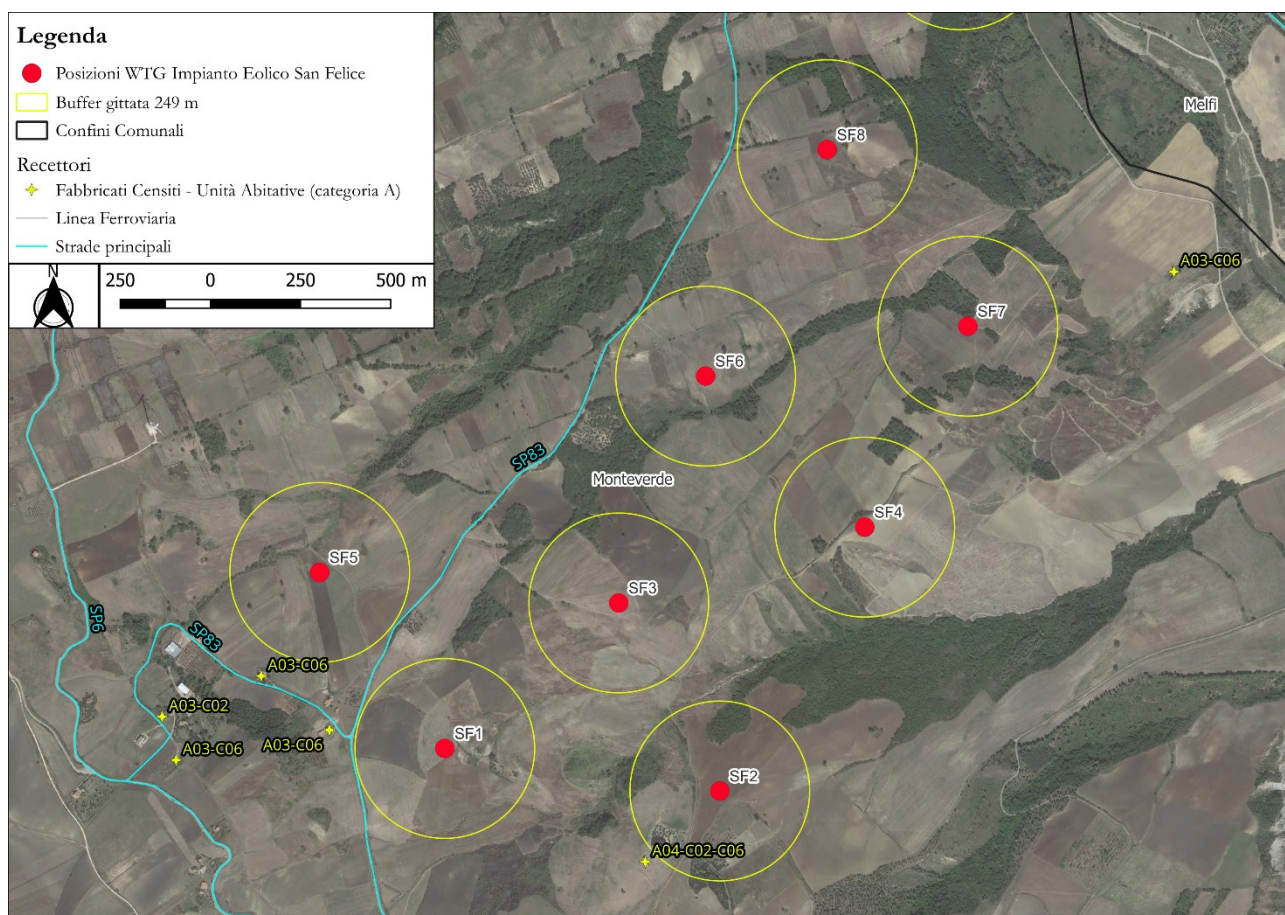 Legenda
Posizioni WTG Impianto Eolico San Felice
Buffer gittata 249 m
Confini Comunali
Recettori
Fabbricati Censiti - Unità Abitative (categoria A)
Linea Ferroviaria
Strade principali
N
250 0 250 500 m
Melfi
SF8
A03-C06
SF7
SF6
SP83
Monteverde
SF4
SF5
SF3
SP6
SP83
A03-C06
A03-C02
A03-C06
SF1
A03-C06
SF2
A04-C02-C06